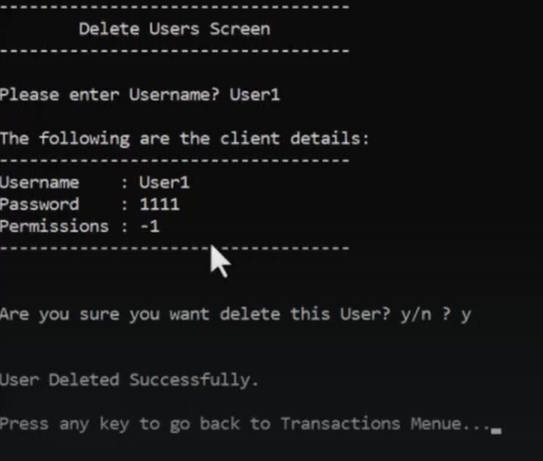 -----------------------------------
Delete Users Screen
-----------------------------------
Please enter Username? User1
The following are the client details:
-----------------------------------
Username    : User1
Password    : 1111
Permissions : -1
-----------------------------------
Are you sure you want delete this User? y/n ? y
User Deleted Successfully.
Press any key to go back to Transactions Menue..._